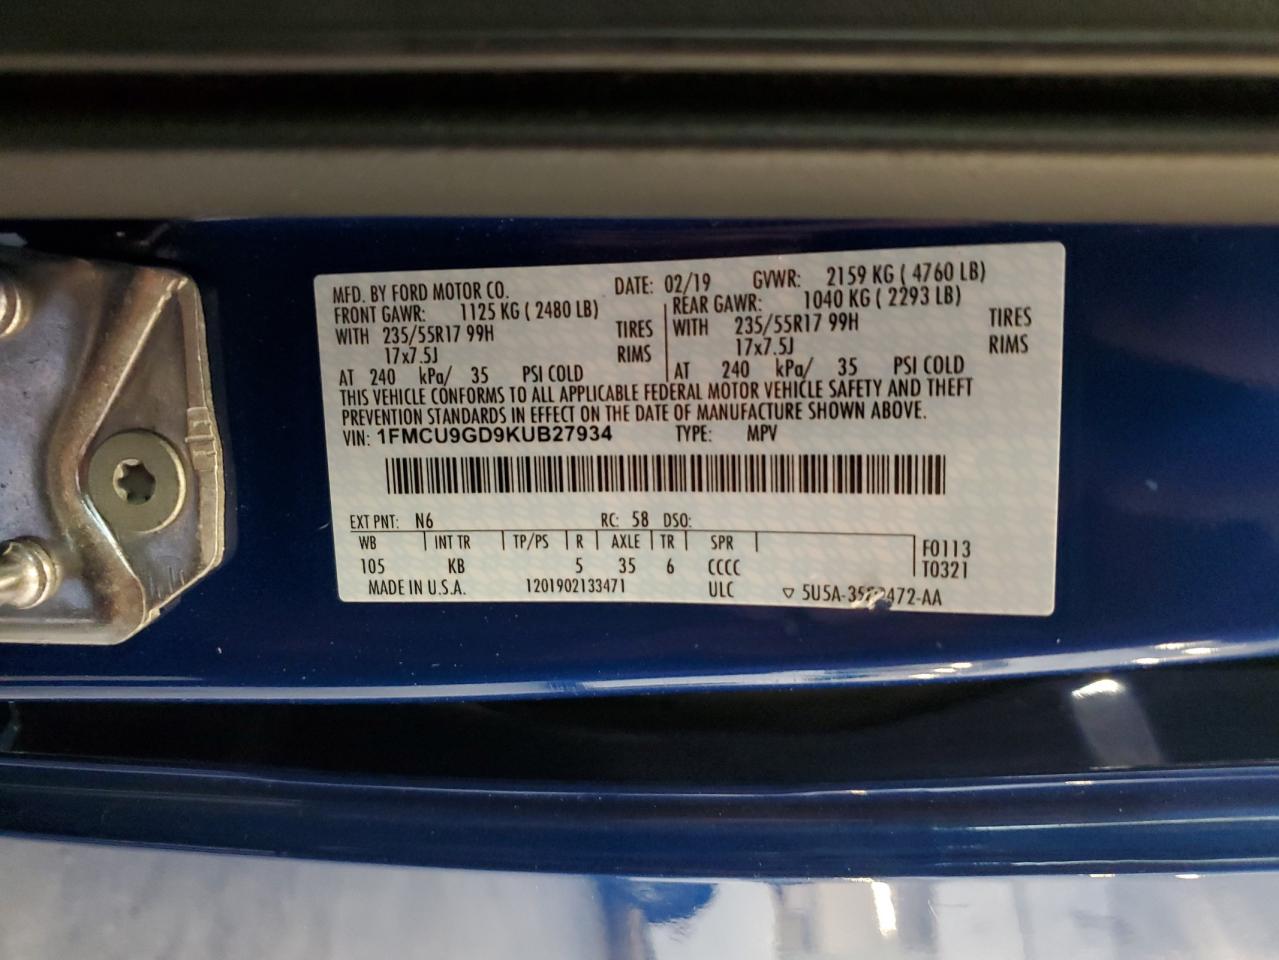 MFD. BY FORD MOTOR CO. DATE: 02/19 GVWR: 2159 KG ( 4760 LB)
FRONT GAWR: 1125 KG ( 2480 LB) REAR GAWR: 1040 KG ( 2293 LB)
WITH 235/55R17 99H TIRES WITH 235/55R17 99H TIRES
17x7.5J RIMS 17x7.5J RIMS
AT 240 kPa/ 35 PSI COLD AT 240 kPa/ 35 PSI COLD
THIS VEHICLE CONFORMS TO ALL APPLICABLE FEDERAL MOTOR VEHICLE SAFETY AND THEFT
PREVENTION STANDARDS IN EFFECT ON THE DATE OF MANUFACTURE SHOWN ABOVE.
VIN: 1FMCU9GD9KUB27934 TYPE: MPV
EXT PNT: N6 RC: 58 DSO:
WB INT TR TP/PS R AXLE TR SPR F0113
105 KB 5 35 6 CCCC T0321
MADE IN U.S.A. 1201902133471 ULC